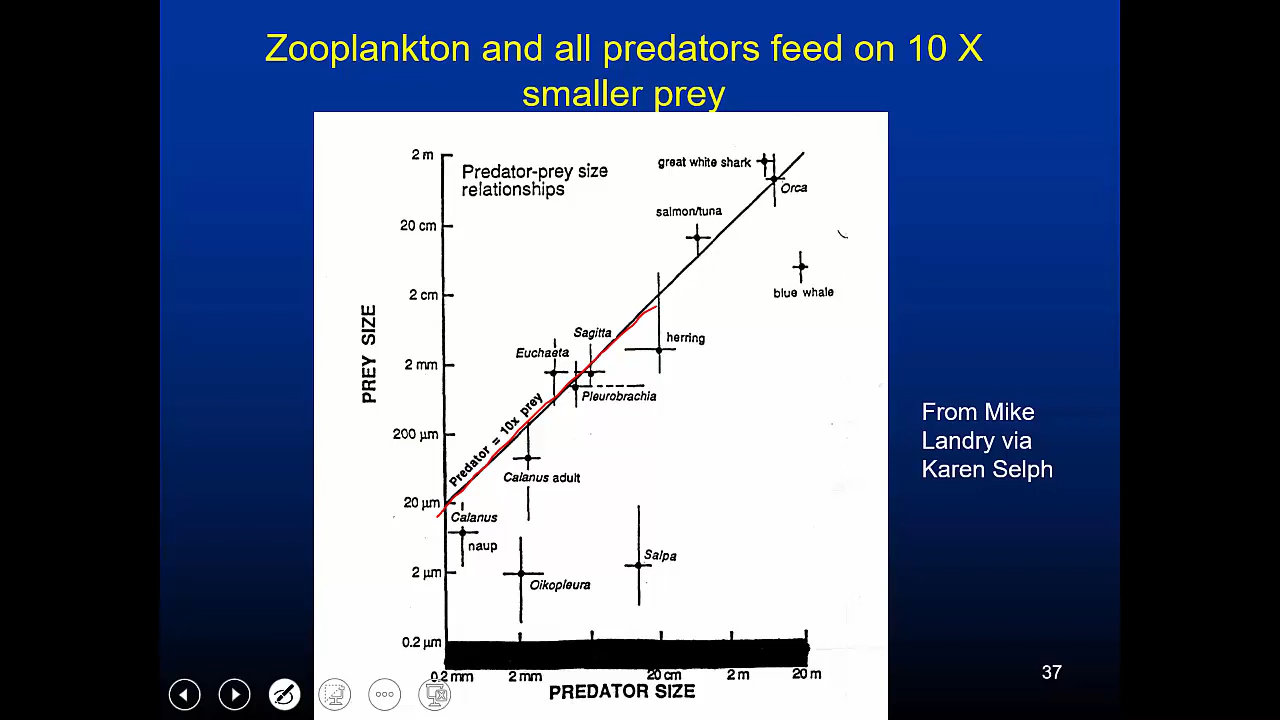 Zooplankton and all predators feed on 10 X
smaller prey
Predator-prey size
relationships
2 m
20 cm
2 cm
2 mm
200 µm
20 µm
2 µm
0.2 µm
PREY SIZE
great white shark
Orca
salmon/tuna
blue whale
Sagitta
herring
Euchaeta
Pleurobrachia
Predator = 10x prey
Calanus adult
Calanus
naup
Salpa
Oikopleura
0.2 mm
2 mm
20 cm
2 m
20 m
PREDATOR SIZE
From Mike
Landry via
Karen Selph
37